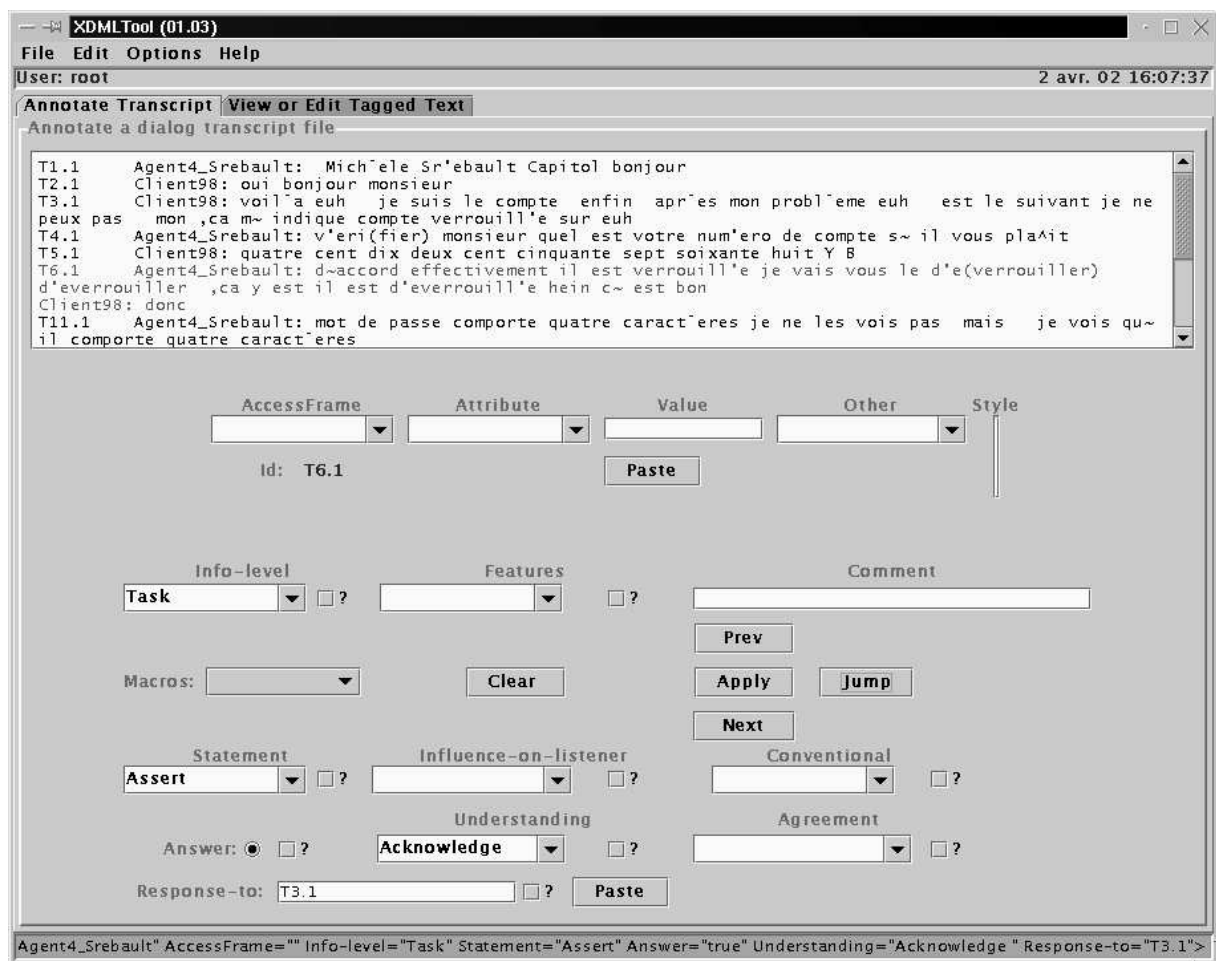 XDMLTool (01.03)
File Edit Options Help
User: root 2 avr. 02 16:07:37
Annotate Transcript View or Edit Tagged Text
Annotate a dialog transcript file
T1.1 Agent4_Srebault: Mich`ele Sr'ebault Capitol bonjour
T2.1 Client98: oui bonjour monsieur
T3.1 Client98: voil`a euh je suis le compte enfin apr`es mon probl`eme euh est le suivant je ne
peux pas mon ,ca m~ indique compte verrouill'e sur euh
T4.1 Agent4_Srebault: v'eri(fier) monsieur quel est votre num'ero de compte s~ il vous pla^it
T5.1 Client98: quatre cent dix deux cent cinquante sept soixante huit Y B
T6.1 Agent4_Srebault: d~accord effectivement il est verrouill'e je vais vous le d'e(verrouiller)
d'everrouiller ,ca y est il est d'everrouill'e hein c~ est bon
Client98: donc
T11.1 Agent4_Srebault: mot de passe comporte quatre caract`eres je ne les vois pas mais je vois qu~
il comporte quatre caract`eres
AccessFrame Attribute Value Other Style
Id: T6.1 Paste
Info-level Features Comment
Task ? ?
Prev
Macros: Clear Apply Jump
Next
Statement Influence-on-listener Conventional
Assert ? ? ?
Understanding Agreement
Answer: ? Acknowledge ? ?
Response-to: T3.1 ? Paste
Agent4_Srebault" AccessFrame="" Info-level="Task" Statement="Assert" Answer="true" Understanding="Acknowledge " Response-to="T3.1">